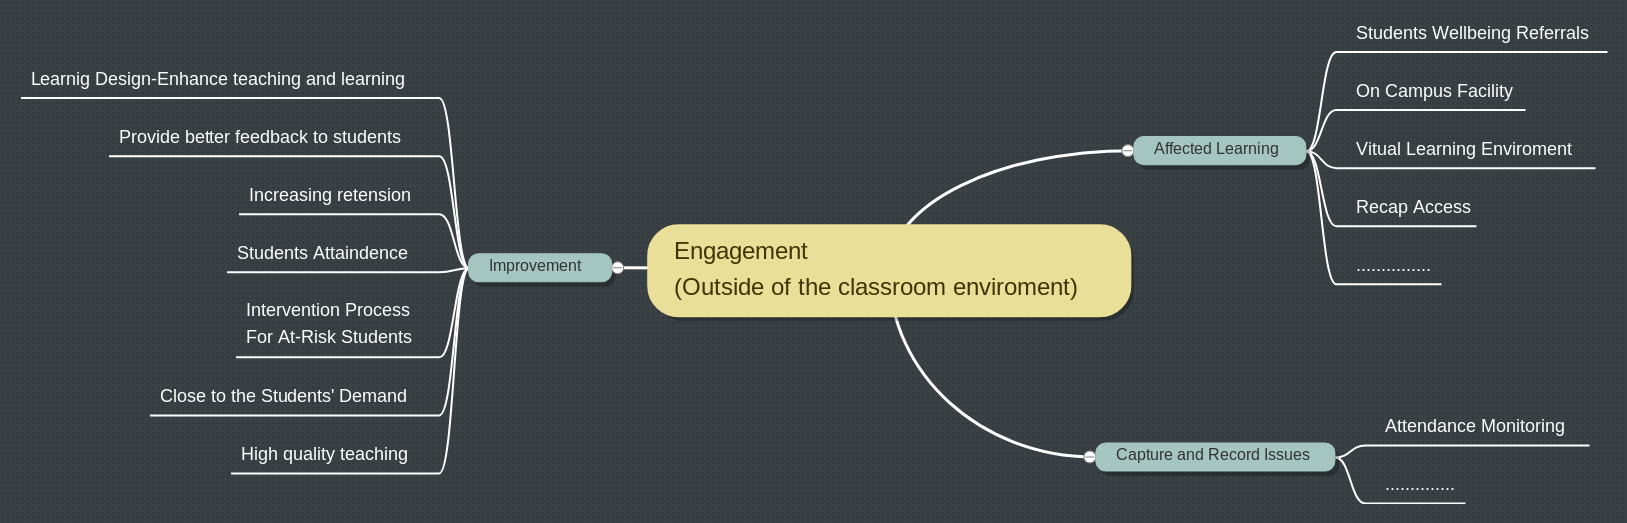 Learnig Design-Enhance teaching and learning
Provide better feedback to students
Increasing retension
Students Attaindence
Intervention Process
For At-Risk Students
Close to the Students' Demand
High quality teaching
Improvement
Engagement
(Outside of the classroom enviroment)
Affected Learning
Students Wellbeing Referrals
On Campus Facility
Vitual Learning Enviroment
Recap Access
...............
Capture and Record Issues
Attendance Monitoring
..............